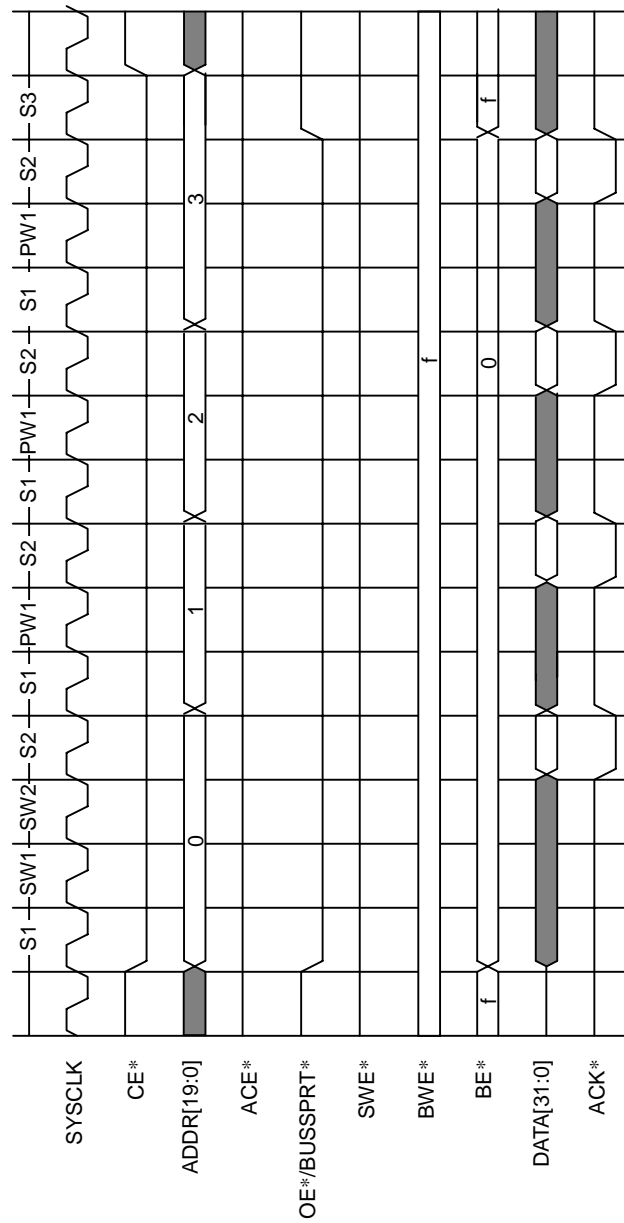 S1 SW1 SW2 S2 S1 PW1 S2 S1 PW1 S2 S1 PW1 S2 S3
SYSCLK
CE*
ADDR[19:0] 0 1 2 3
ACE*
OE*/BUSSPRT*
SWE*
BWE* f
BE* f 0 f
DATA[31:0]
ACK*